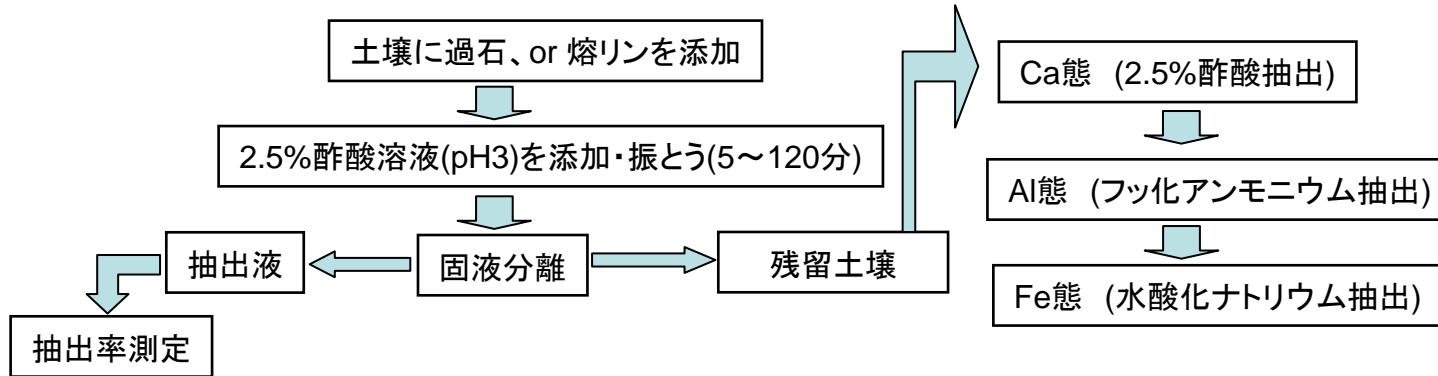 土壌に過石、or 熔リンを添加
2.5%酢酸溶液(pH3)を添加・振とう(5～120分)
抽出液
固液分離
残留土壌
抽出率測定
Ca態 (2.5%酢酸抽出)
Al態 (フッ化アンモニウム抽出)
Fe態 (水酸化ナトリウム抽出)